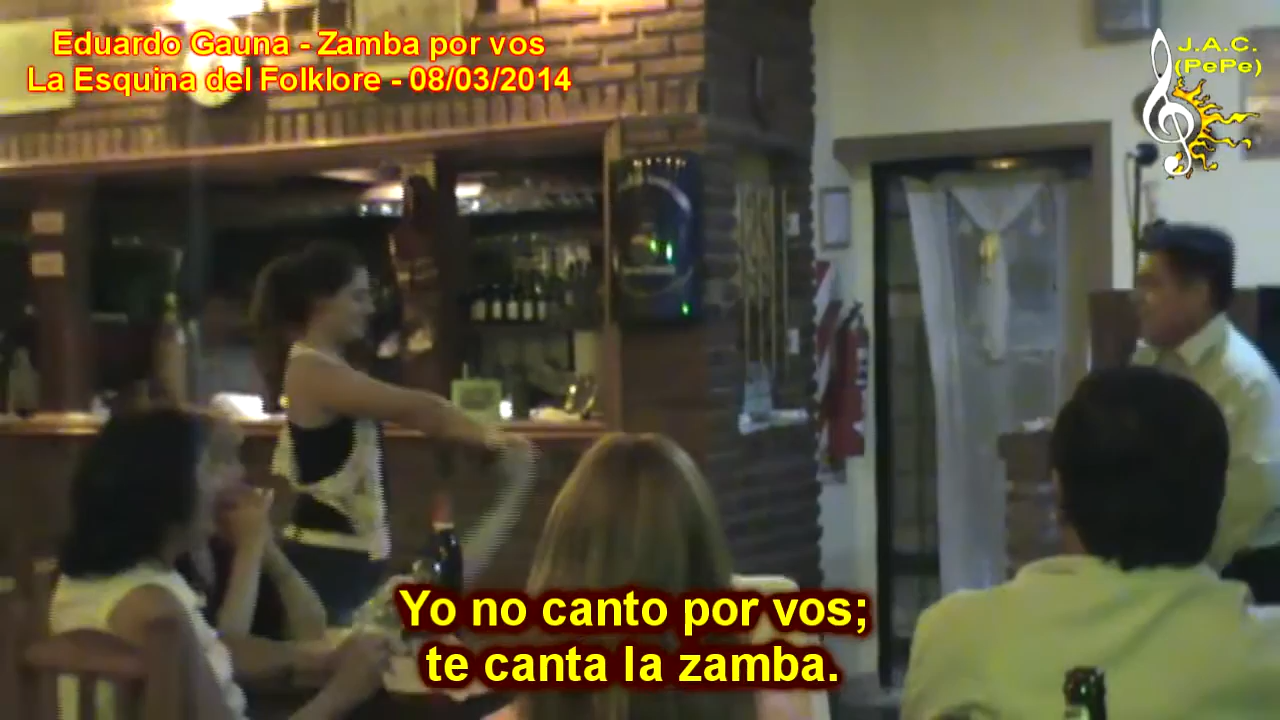 Eduardo Gauna - Zamba por vos
La Esquina del Folklore - 08/03/2014
J.A.C.
(PePe)
Yo no canto por vos;
te canta la zamba.